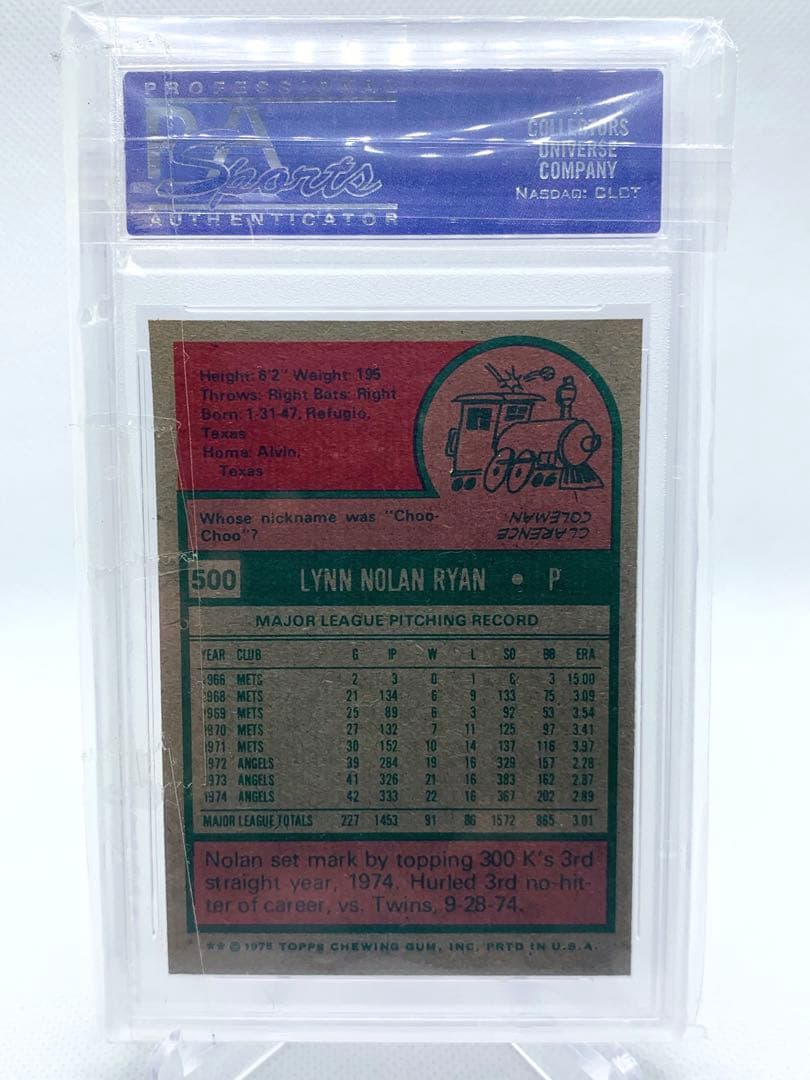 PROFESSIONAL
PSA
Sports
AUTHENTICATOR
A
COLLECTORS
UNIVERSE
COMPANY
NASDAQ: CLCT
Height: 6'2" Weight: 195
Throws: Right Bats: Right
Born: 1-31-47, Refugio,
Texas
Home: Alvin,
Texas
Whose nickname was "Choo-
Choo"?
CLARENCE
COLEMAN
500 LYNN NOLAN RYAN • P
MAJOR LEAGUE PITCHING RECORD
YEAR CLUB G IP W L SO BB ERA
1966 METS 2 3 0 1 6 3 15.00
1968 METS 21 134 6 9 133 75 3.09
1969 METS 25 89 6 3 92 53 3.54
1970 METS 27 132 7 11 125 97 3.41
1971 METS 30 152 10 14 137 116 3.97
1972 ANGELS 39 284 19 16 329 157 2.28
1973 ANGELS 41 326 21 16 383 162 2.87
1974 ANGELS 42 333 22 16 367 202 2.89
MAJOR LEAGUE TOTALS 227 1453 91 86 1572 865 3.01
Nolan set mark by topping 300 K's 3rd
straight year, 1974. Hurled 3rd no-hit-
ter of career, vs. Twins, 9-28-74.
** © 1975 TOPPS CHEWING GUM, INC. PRTD IN U.S.A.